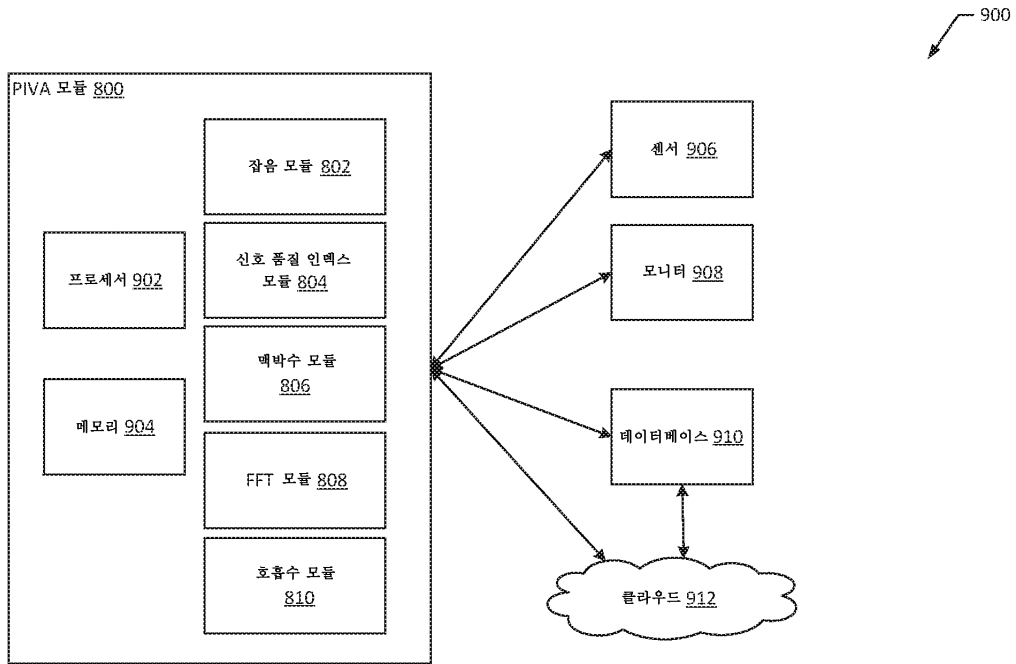 900
PIVA 모듈 800
잡음 모듈 802
신호 품질 인덱스
모듈 804
프로세서 902
맥박수 모듈
806
메모리 904
FFT 모듈 808
호흡수 모듈
810
센서 906
모니터 908
데이터베이스 910
클라우드 912